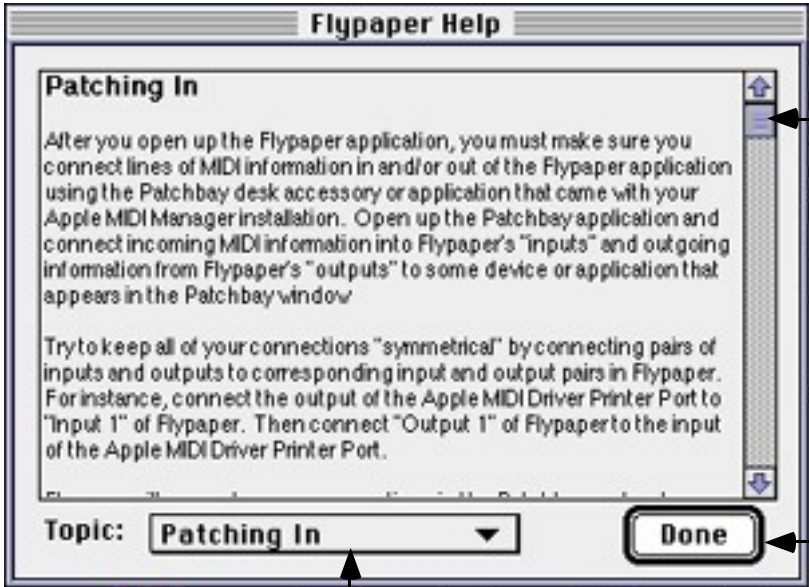 Flypaper Help
Patching In
After you open up the Flypaper application, you must make sure you
connect lines of MIDI information in and/or out of the Flypaper application
using the Patchbay desk accessory or application that came with your
Apple MIDI Manager installation. Open up the Patchbay application and
connect incoming MIDI information into Flypaper's "inputs" and outgoing
information from Flypaper's "outputs" to some device or application that
appears in the Patchbay window
Try to keep all of your connections "symmetrical" by connecting pairs of
inputs and outputs to corresponding input and output pairs in Flypaper.
For instance, connect the output of the Apple MIDI Driver Printer Port to
"Input 1" of Flypaper. Then connect "Output 1" of Flypaper to the input
of the Apple MIDI Driver Printer Port.
Topic: Patching In
Done